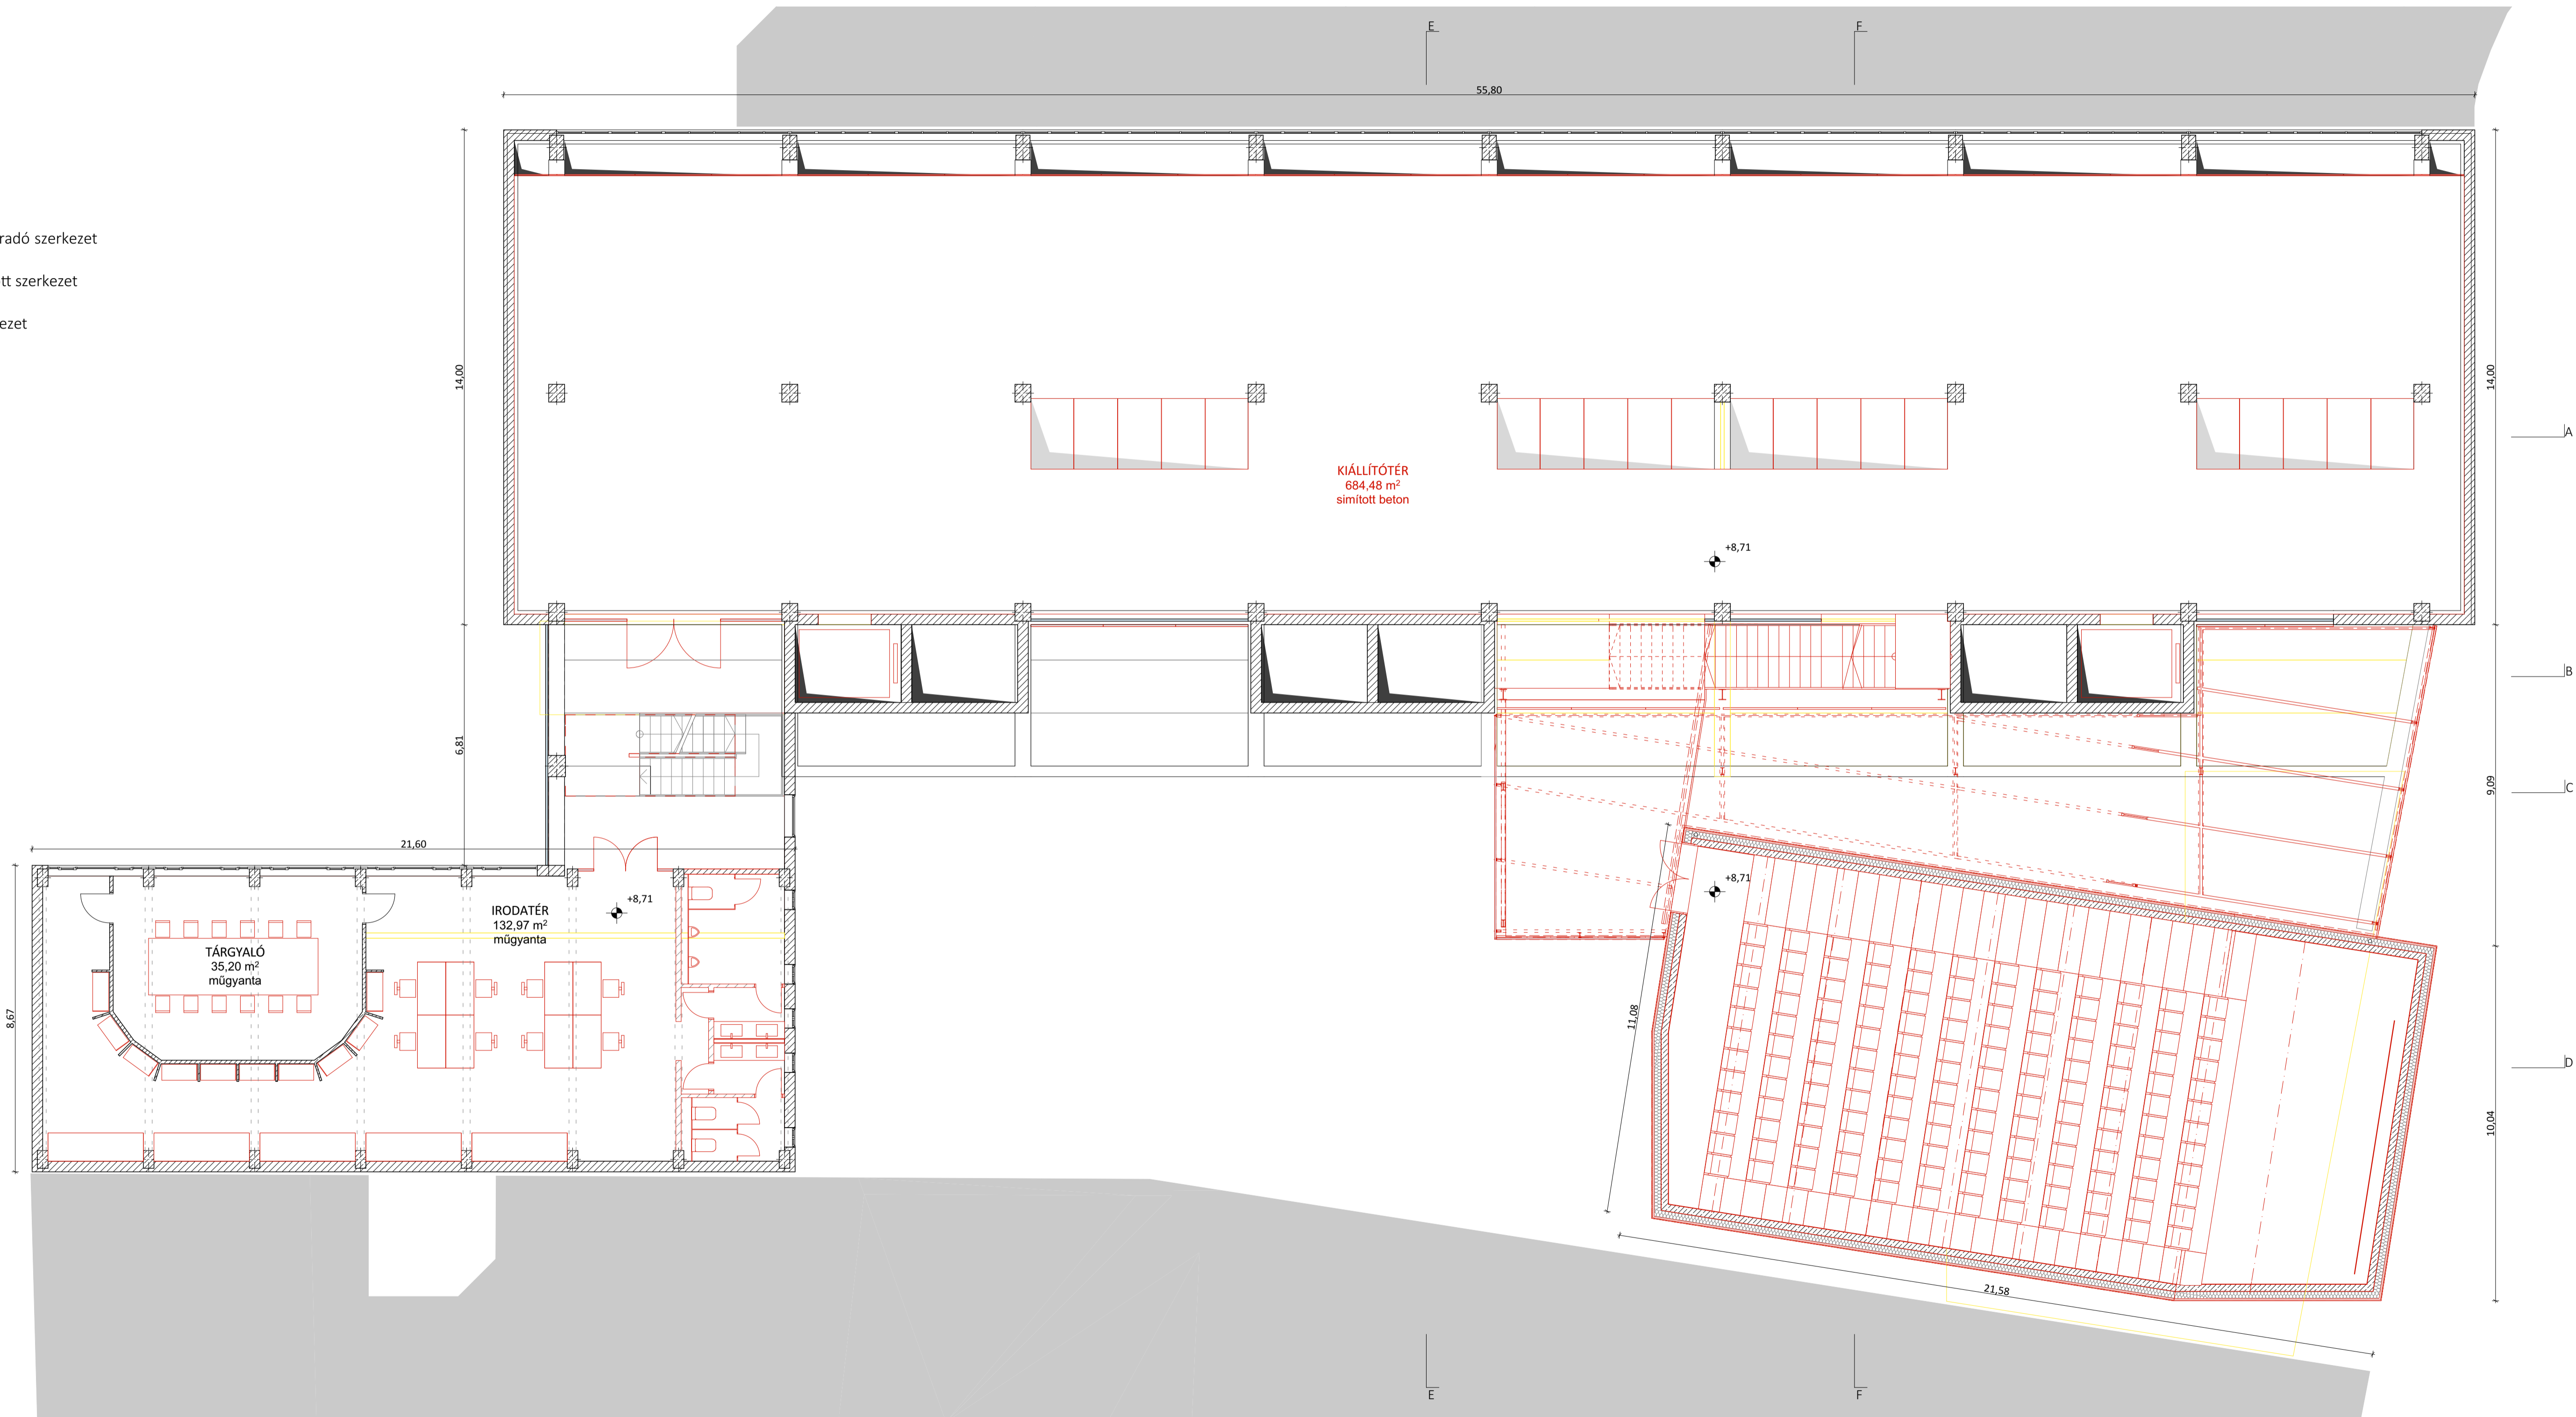 E
F
55,80
radó szerkezet
tt szerkezet
ezet
14,00
14,00
A
KIÁLLÍTÓTÉR
684,48 m²
simított beton
+8,71
B
6,81
9,09
C
21,60
+8,71
+8,71
IRODATÉR
132,97 m²
műgyanta
TÁRGYALÓ
35,20 m²
műgyanta
8,67
11,08
D
10,04
21,58
E
F